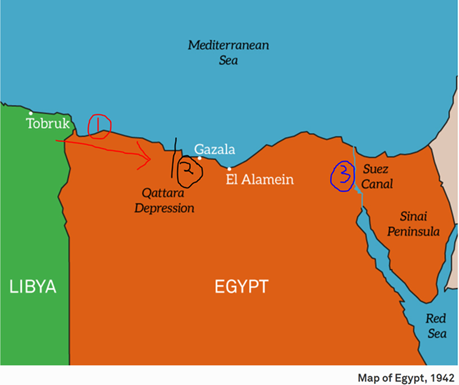 Mediterranean
Sea
Tobruk
1
Gazala
2
El Alamein
Qattara
Depression
3
Suez
Canal
Sinai
Peninsula
LIBYA
EGYPT
Red
Sea
Map of Egypt, 1942